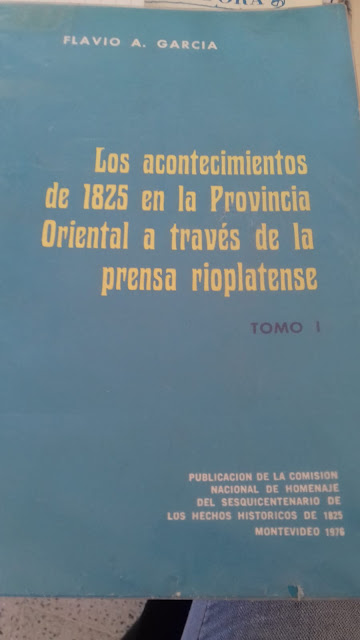 FLAVIO A. GARCIA
Los acontecimientos
de 1825 en la Provincia
Oriental a través de la
prensa rioplatense
TOMO I
PUBLICACION DE LA COMISION
NACIONAL DE HOMENAJE
DEL SESQUICENTENARIO DE
LOS HECHOS HISTORICOS DE 1825
MONTEVIDEO 1976